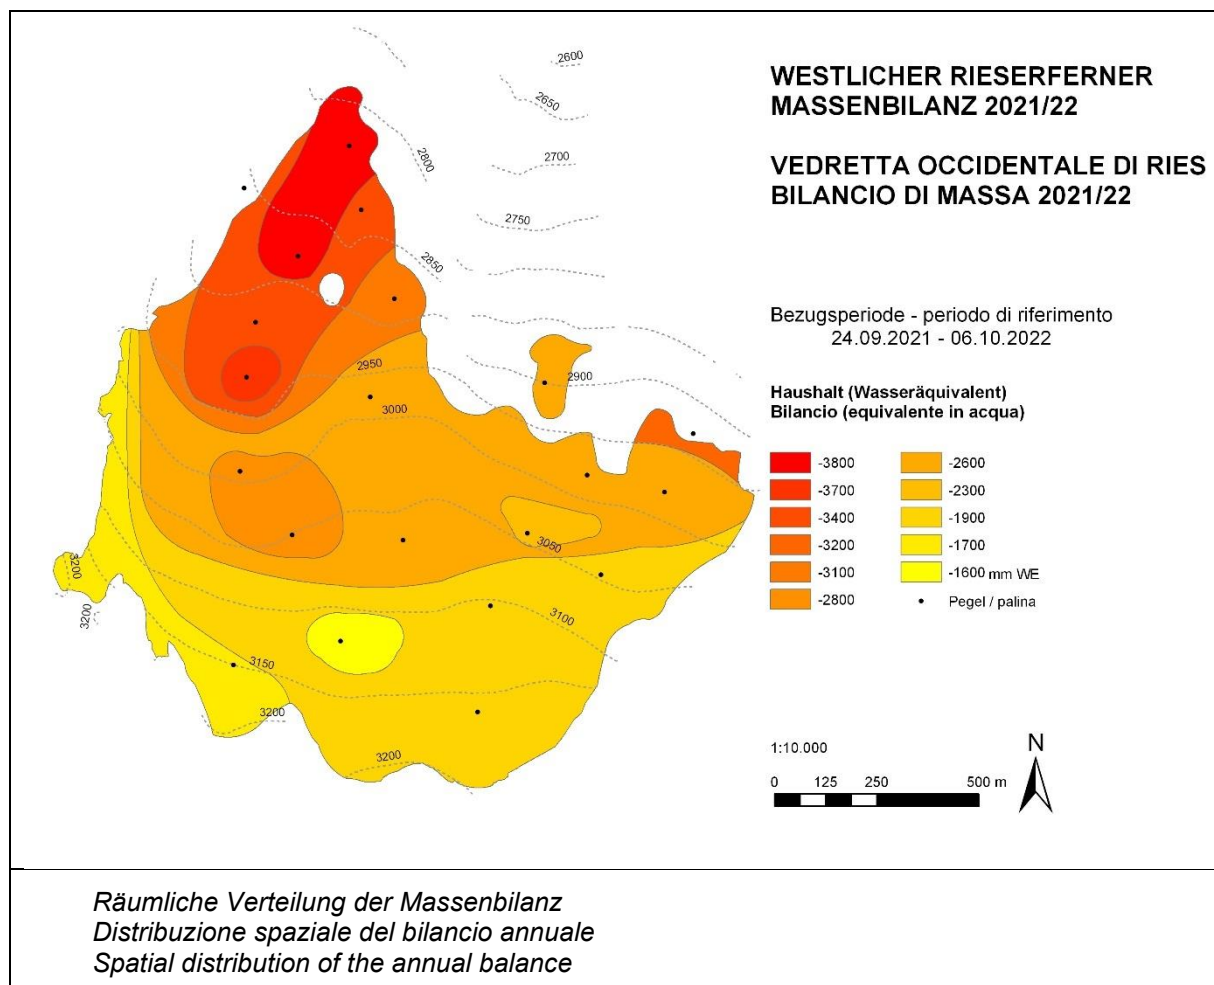 WESTLICHER RIESERFERNER
MASSENBILANZ 2021/22
VEDRETTA OCCIDENTALE DI RIES
BILANCIO DI MASSA 2021/22
Bezugsperiode - periodo di riferimento
24.09.2021 - 06.10.2022
Haushalt (Wasseräquivalent)
Bilancio (equivalente in acqua)
-3800
-3700
-3400
-3200
-3100
-2800
-2600
-2300
-1900
-1700
-1600 mm WE
Pegel / palina
1:10.000
0 125 250 500 m
N
2600
2650
2700
2750
2800
2850
2900
2950
3000
3050
3100
3150
3200
3200
3200
3200
Räumliche Verteilung der Massenbilanz
Distribuzione spaziale del bilancio annuale
Spatial distribution of the annual balance